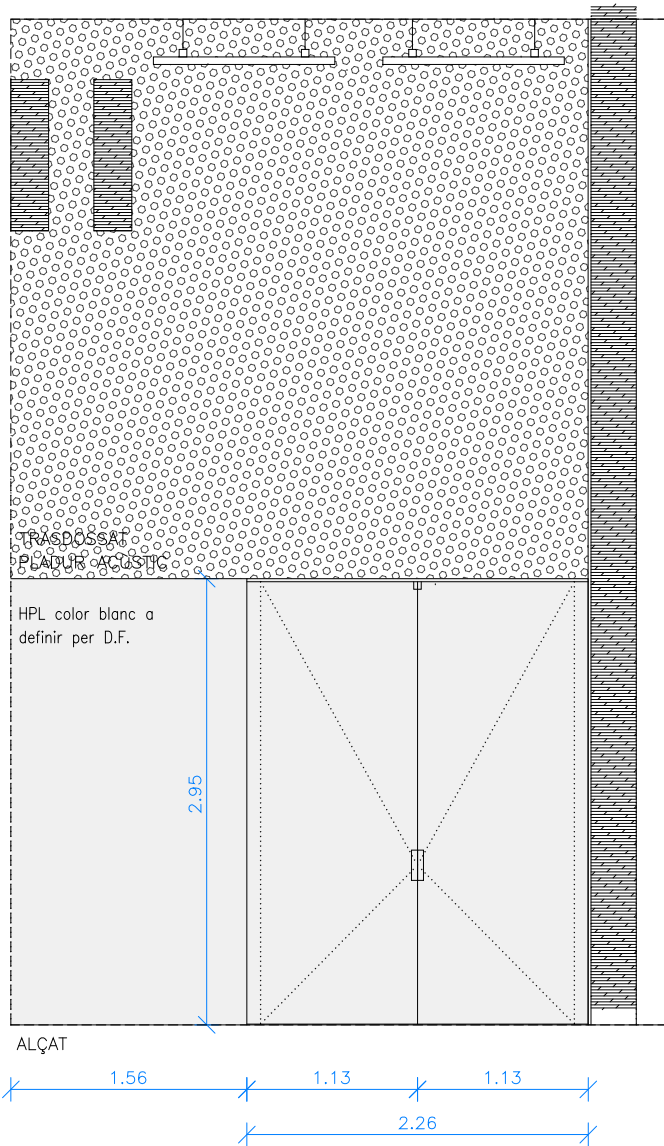 TRASDOSSAT
PLADUR ACÚSTIC
HPL color blanc a
definir per D.F.
2.95
ALÇAT
1.56
1.13
1.13
2.26